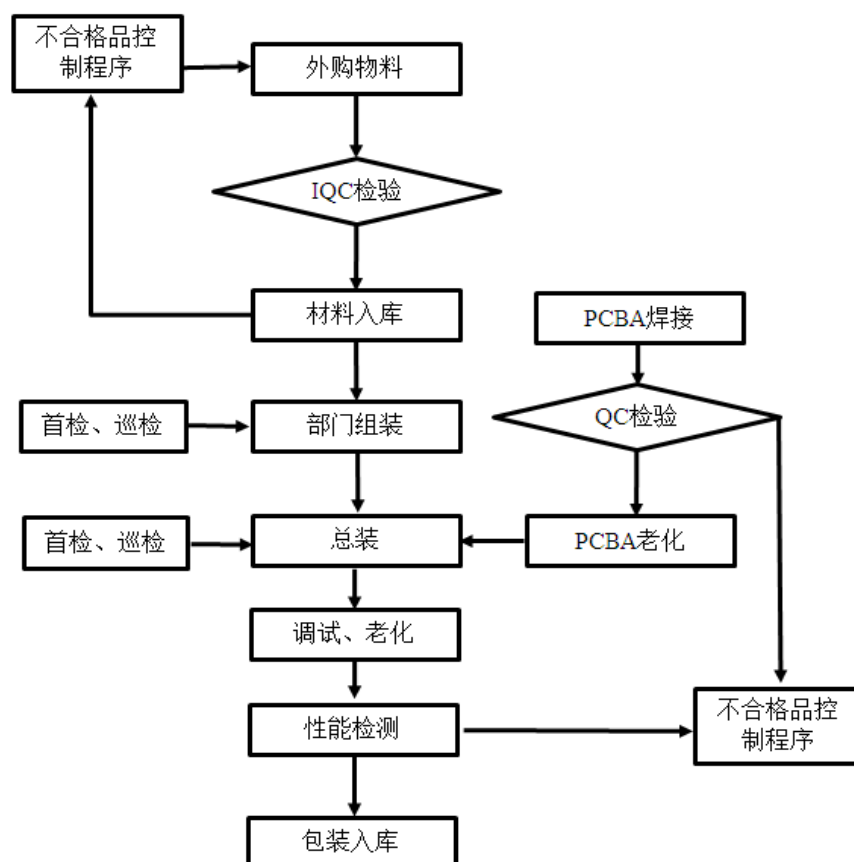 不合格品控
制程序
外购物料
IQC检验
材料入库
PCBA焊接
首检、巡检
部门组装
QC检验
首检、巡检
总装
PCBA老化
调试、老化
性能检测
不合格品控
制程序
包装入库